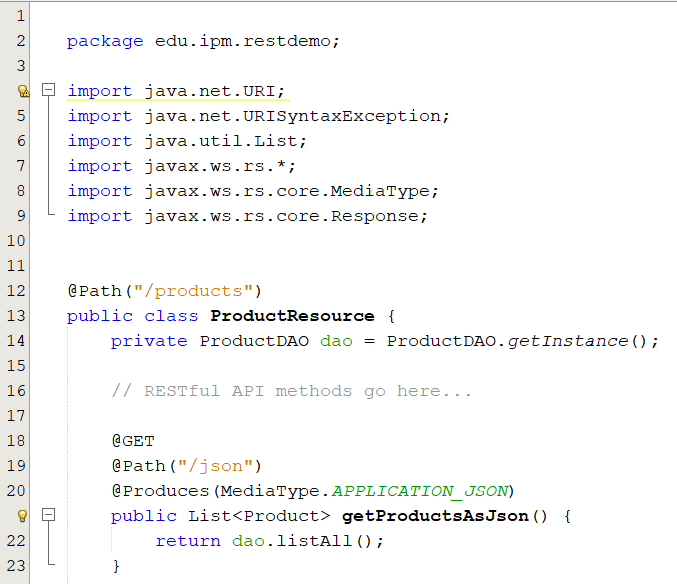 1
2 package edu.ipm.restdemo;
3
import java.net.URI;
5 import java.net.URISyntaxException;
6 import java.util.List;
7 import javax.ws.rs.*;
8 import javax.ws.rs.core.MediaType;
9 import javax.ws.rs.core.Response;
10
11
12 @Path("/products")
13 public class ProductResource {
14 private ProductDAO dao = ProductDAO.getInstance();
15
16 // RESTful API methods go here...
17
18 @GET
19 @Path("/json")
20 @Produces(MediaType.APPLICATION_JSON)
public List<Product> getProductsAsJson() {
22 return dao.listAll();
23 }